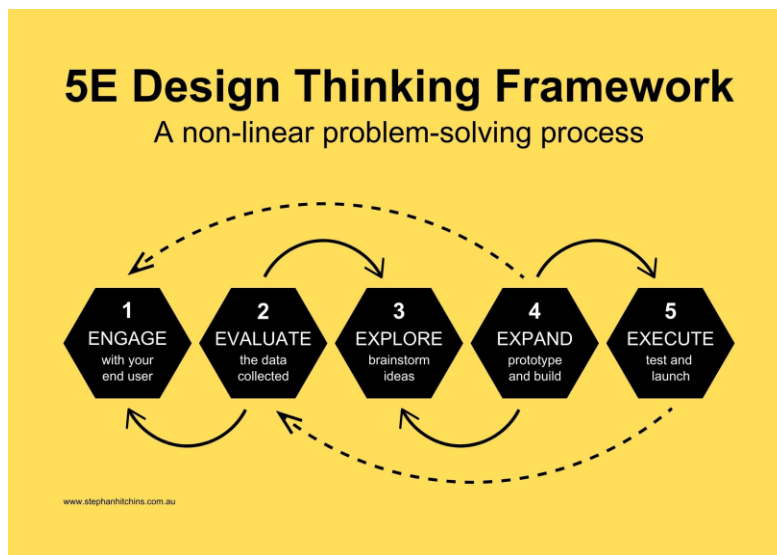 5E Design Thinking Framework
A non-linear problem-solving process
1
ENGAGE
with your
end user
2
EVALUATE
the data
collected
3
EXPLORE
brainstorm
ideas
4
EXPAND
prototype
and build
5
EXECUTE
test and
launch
www.stephanhitchins.com.au